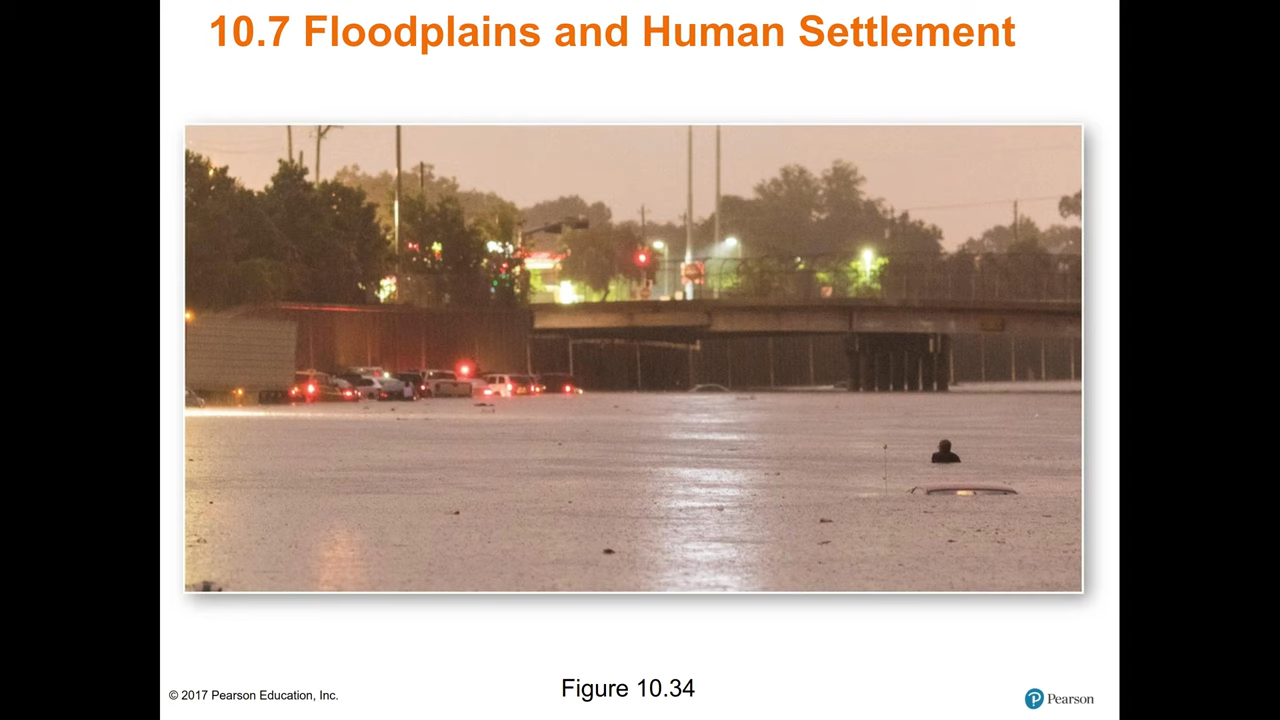 10.7 Floodplains and Human Settlement
Figure 10.34
© 2017 Pearson Education, Inc.
Pearson